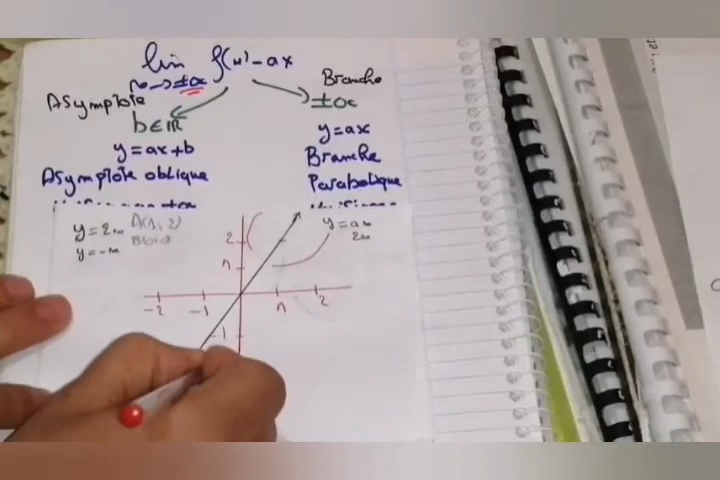 lim f(x)-ax
x→±∞
Asymptote
b∈ℝ
y=ax+b
Asymptote oblique
Branche
±∞
y=ax
Branche
Parabolique
y=2x A(1,2)
y=-x
y=ax
2x
2
1
-2 -1 1 2
-1